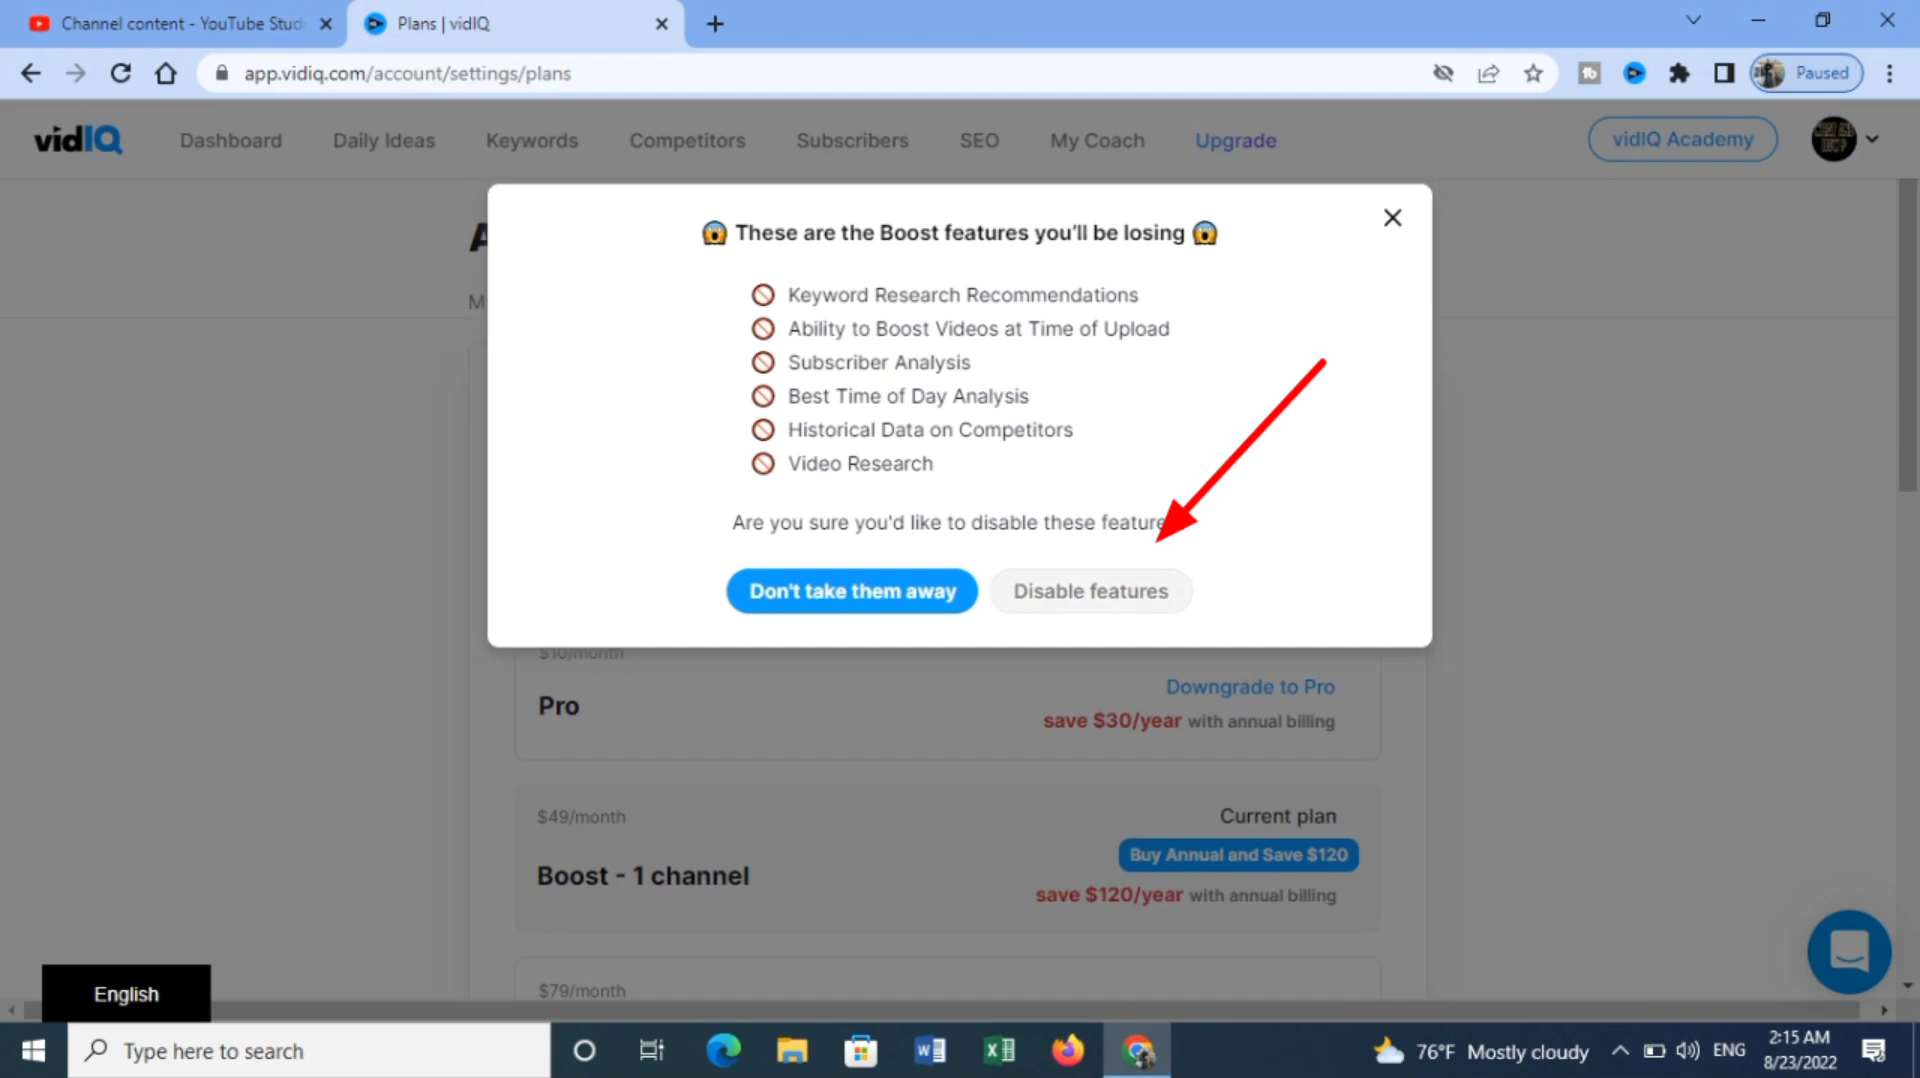 Channel content - YouTube Stud
Plans | vidIQ
app.vidiq.com/account/settings/plans
Paused
vidIQ
Dashboard
Daily Ideas
Keywords
Competitors
Subscribers
SEO
My Coach
Upgrade
vidIQ Academy
😱 These are the Boost features you'll be losing 😱
🚫 Keyword Research Recommendations
🚫 Ability to Boost Videos at Time of Upload
🚫 Subscriber Analysis
🚫 Best Time of Day Analysis
🚫 Historical Data on Competitors
🚫 Video Research
Are you sure you'd like to disable these feature
Don't take them away
Disable features
$10/month
Pro
Downgrade to Pro
save $30/year with annual billing
$49/month
Boost - 1 channel
Current plan
Buy Annual and Save $120
save $120/year with annual billing
$79/month
English
Type here to search
76°F Mostly cloudy
ENG
2:15 AM
8/23/2022